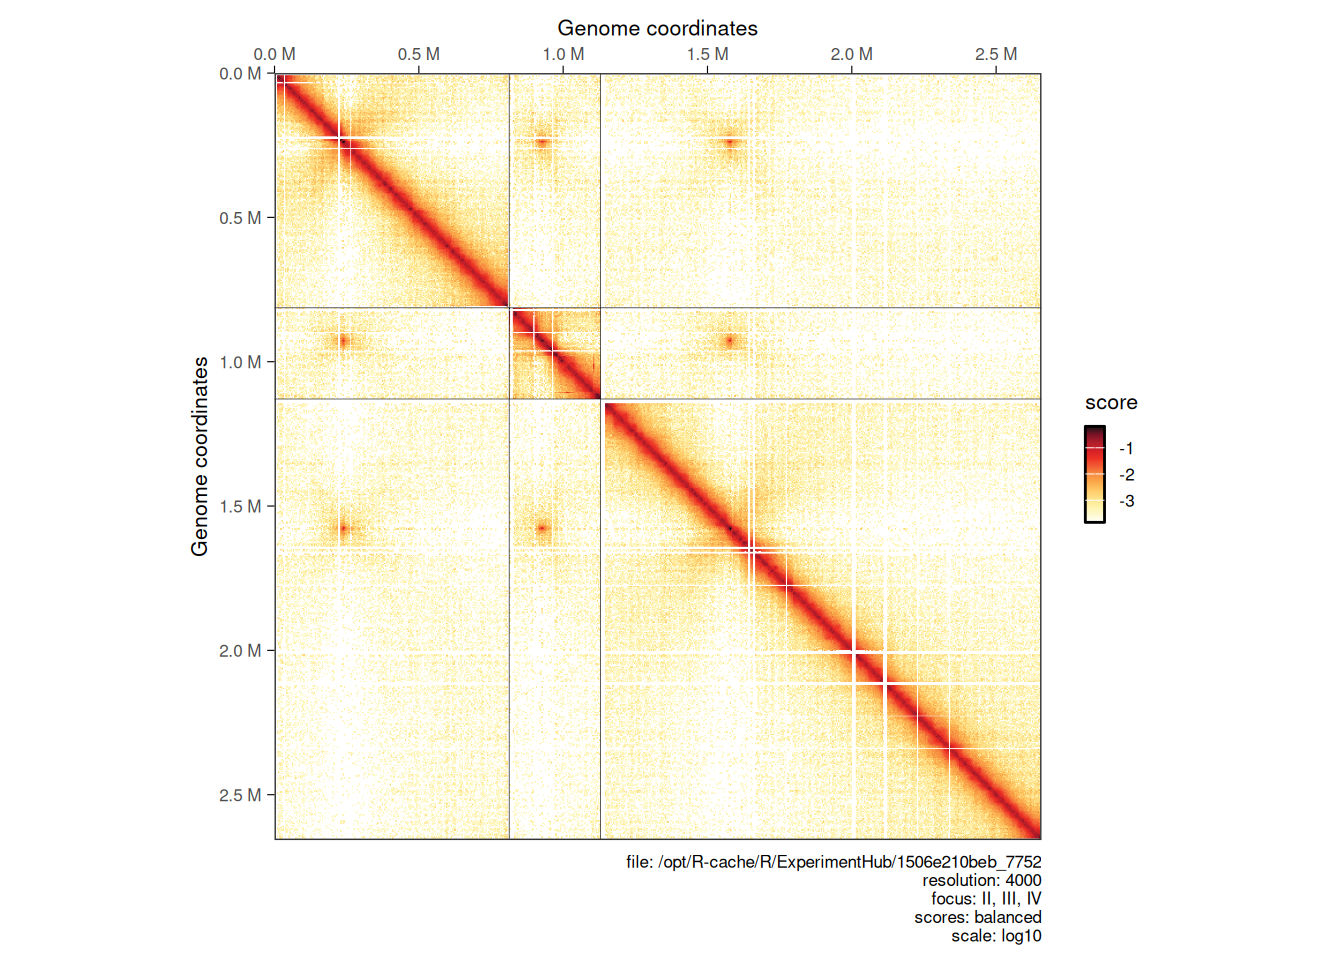 Genome coordinates
0.0 M 0.5 M 1.0 M 1.5 M 2.0 M 2.5 M
0.0 M
0.5 M
1.0 M
1.5 M
2.0 M
2.5 M
Genome coordinates
score
-1
-2
-3
file: /opt/R-cache/R/ExperimentHub/1506e210beb_7752
resolution: 4000
focus: II, III, IV
scores: balanced
scale: log10